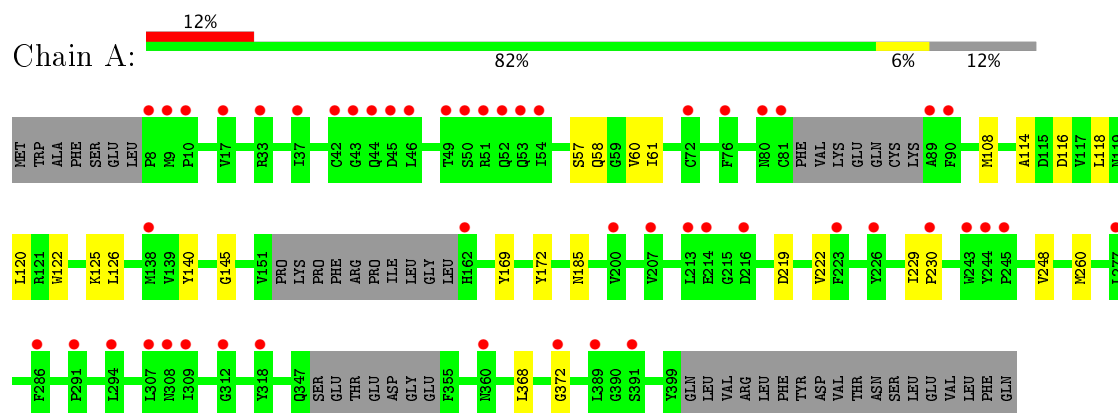 12%
Chain A: 82% 6% 12%
MET TRP ALA PHE SER GLU LEU P8 M9 P10 V17 R33 I37 C42 G43 Q44 D45 L46 T49 S50 R51 Q52 Q53 I54 S57 Q58 G59 V60 I61 C72 F76 N80 C81 PHE VAL LYS GLU GLN CYS LYS A89 F90 M108 A114 D115 D116 V117 L118 N119
L120 R121 W122 K125 L126 M138 V139 Y140 G145 V151 PRO LYS PRO PHE ARG PRO ILE LEU GLY LEU H162 Y169 Y172 N185 V200 V207 L213 E214 G215 D216 D219 V222 F223 Y226 I229 P230 W243 Y244 P245 V248 M260 L277
F286 P291 L294 L307 N308 I309 G312 Y318 Q347 SER GLU THR GLU ASP GLY GLU F355 N360 L368 G372 L389 G390 S391 Y399 GLN LEU VAL ARG LEU PHE TYR ASP VAL THR ASN SER LEU GLU VAL LEU PHE GLN